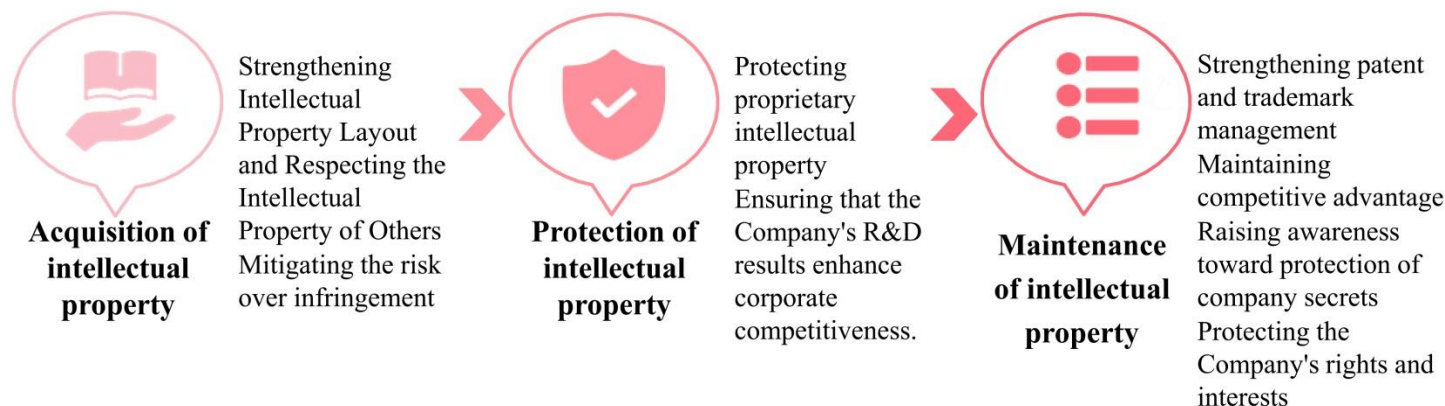 Acquisition of
intellectual
property
Strengthening
Intellectual
Property Layout
and Respecting the
Intellectual
Property of Others
Mitigating the risk
over infringement
Protection of
intellectual
property
Protecting
proprietary
intellectual
property
Ensuring that the
Company's R&D
results enhance
corporate
competitiveness.
Maintenance
of intellectual
property
Strengthening patent
and trademark
management
Maintaining
competitive advantage
Raising awareness
toward protection of
company secrets
Protecting the
Company's rights and
interests